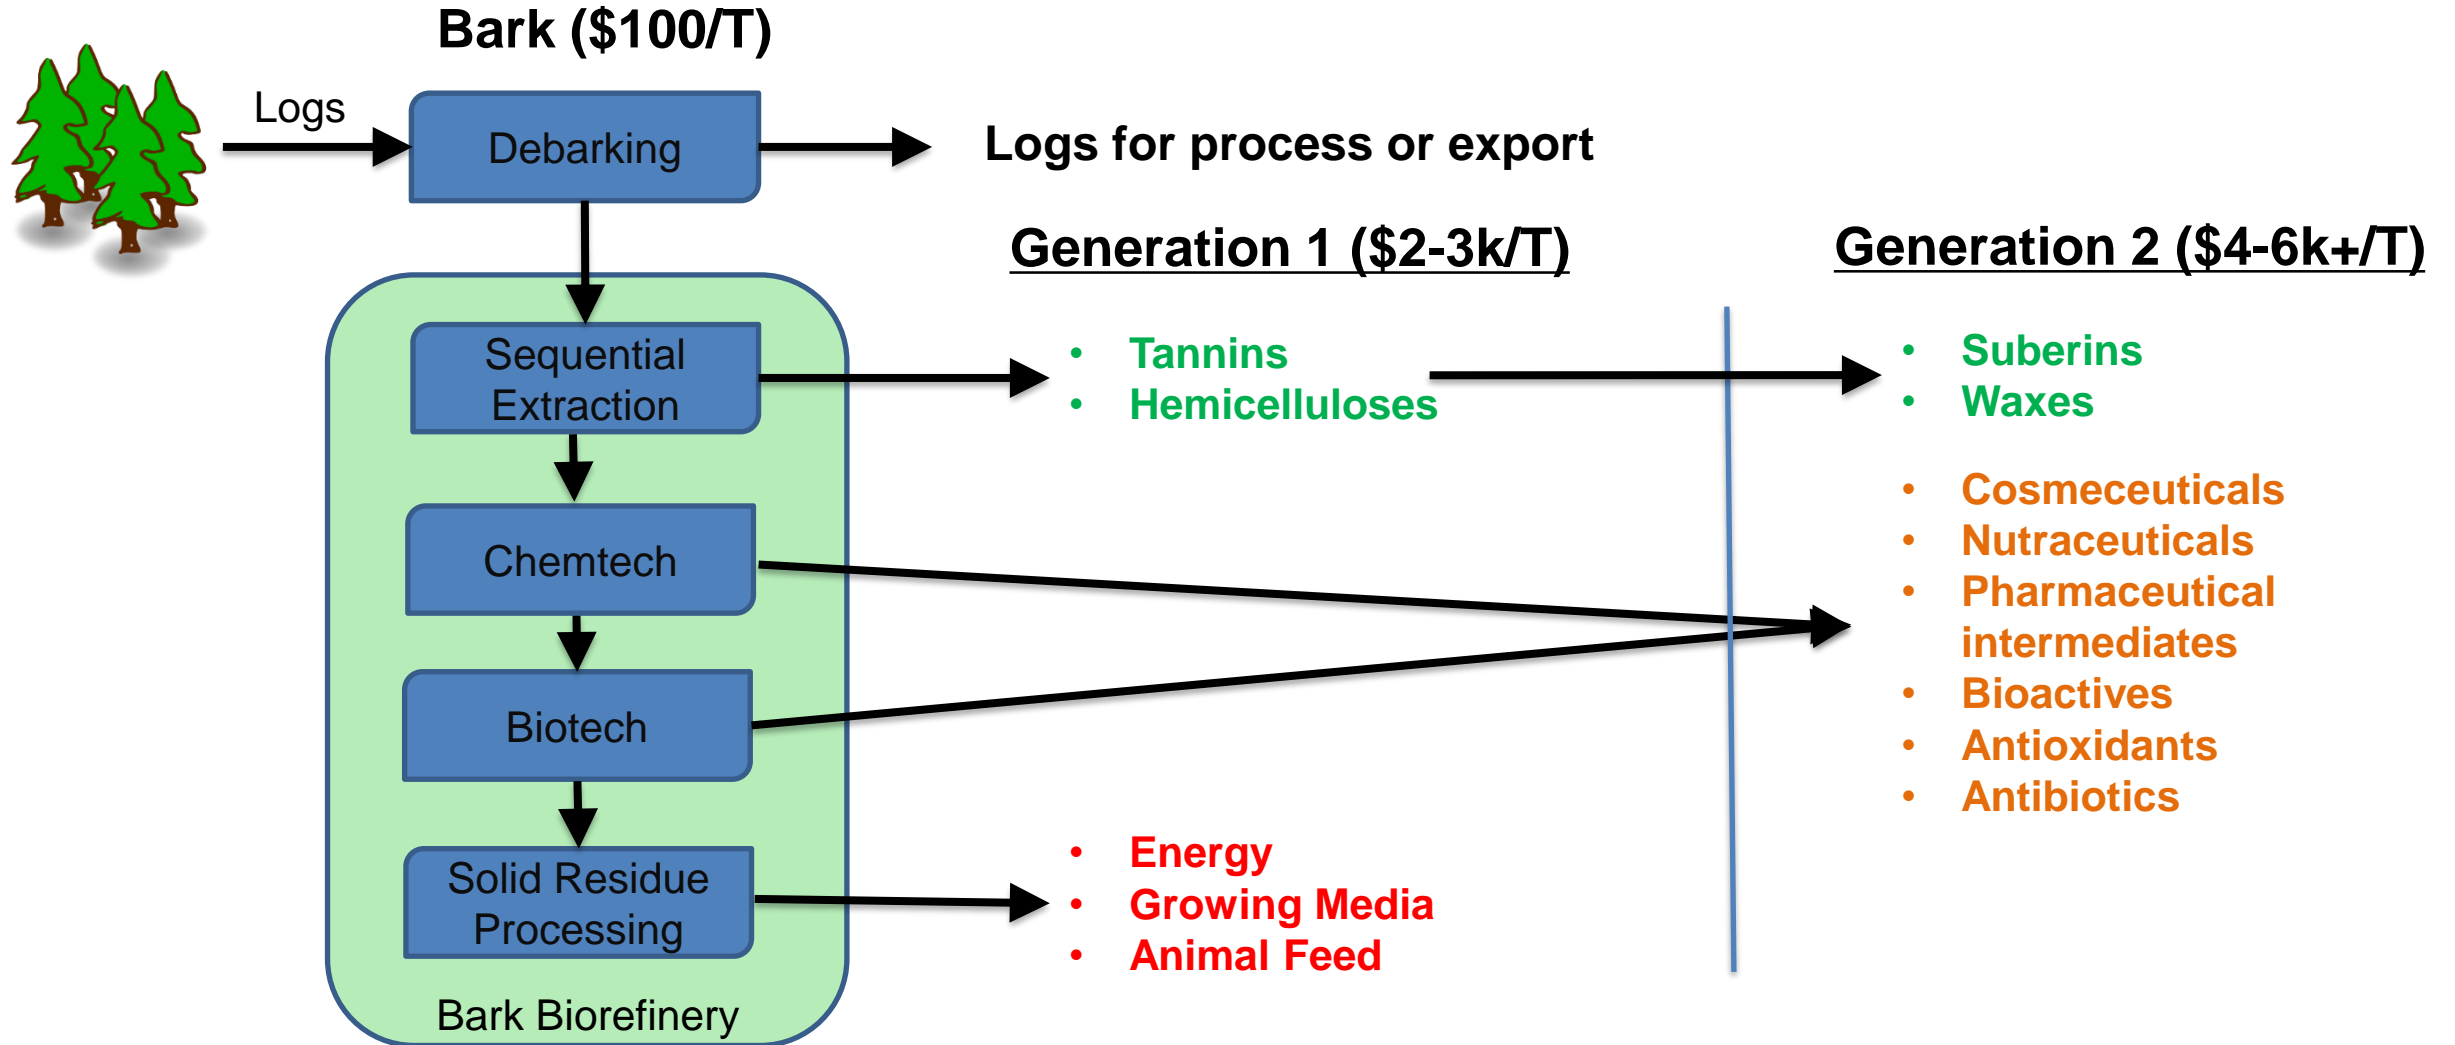 Bark ($100/T)
Logs
Debarking
Logs for process or export
Generation 1 ($2-3k/T)
Generation 2 ($4-6k+/T)
Sequential
Extraction
• Tannins
• Hemicelluloses
• Suberins
• Waxes
Chemtech
• Cosmeceuticals
• Nutraceuticals
• Pharmaceutical
intermediates
• Bioactives
• Antioxidants
• Antibiotics
Biotech
Solid Residue
Processing
• Energy
• Growing Media
• Animal Feed
Bark Biorefinery